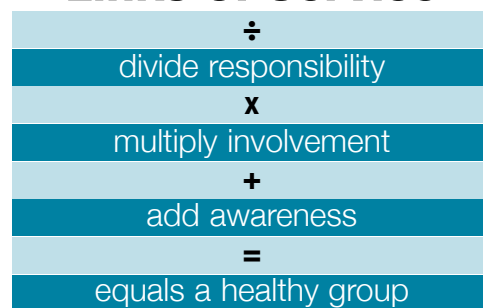 ÷
divide responsibility
x
multiply involvement
+
add awareness
=
equals a healthy group